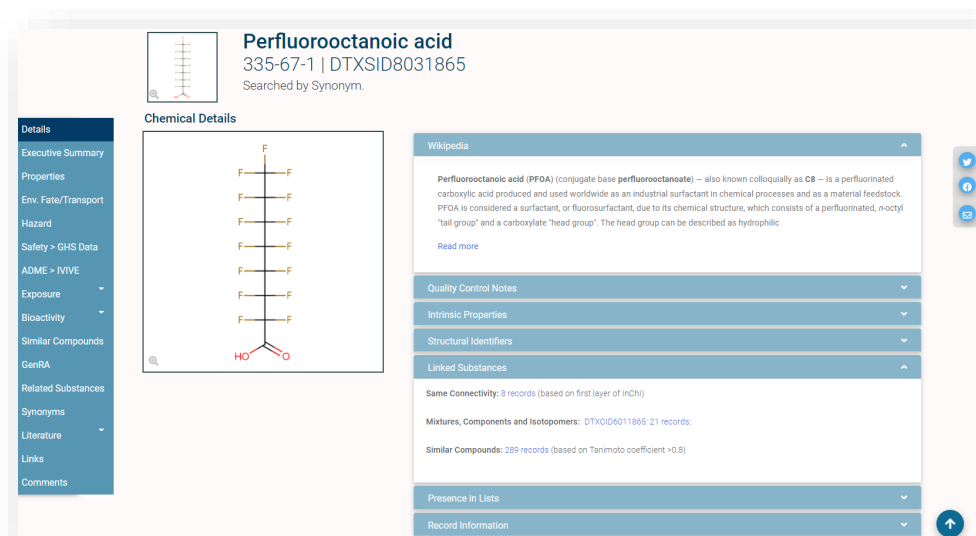 Perfluorooctanoic acid
335-67-1 | DTXSID8031865
Searched by Synonym.
Details
Executive Summary
Properties
Env. Fate/Transport
Hazard
Safety > GHS Data
ADME > IVIVE
Exposure
Bioactivity
Similar Compounds
GenRA
Related Substances
Synonyms
Literature
Links
Comments
Chemical Details
F
F F
F F
F F
F F
F F
F F
F F
HO O
Wikipedia
Perfluorooctanoic acid (PFOA) (conjugate base perfluorooctanoate) — also known colloquially as C8 — is a perfluorinated
carboxylic acid produced and used worldwide as an industrial surfactant in chemical processes and as a material feedstock.
PFOA is considered a surfactant, or fluorosurfactant, due to its chemical structure, which consists of a perfluorinated, n-octyl
"tail group" and a carboxylate "head group". The head group can be described as hydrophilic
Read more
Quality Control Notes
Intrinsic Properties
Structural Identifiers
Linked Substances
Same Connectivity: 8 records (based on first layer of InChI)
Mixtures, Components and Isotopomers: DTXCID6011865: 21 records;
Similar Compounds: 289 records (based on Tanimoto coefficient >0.8)
Presence in Lists
Record Information